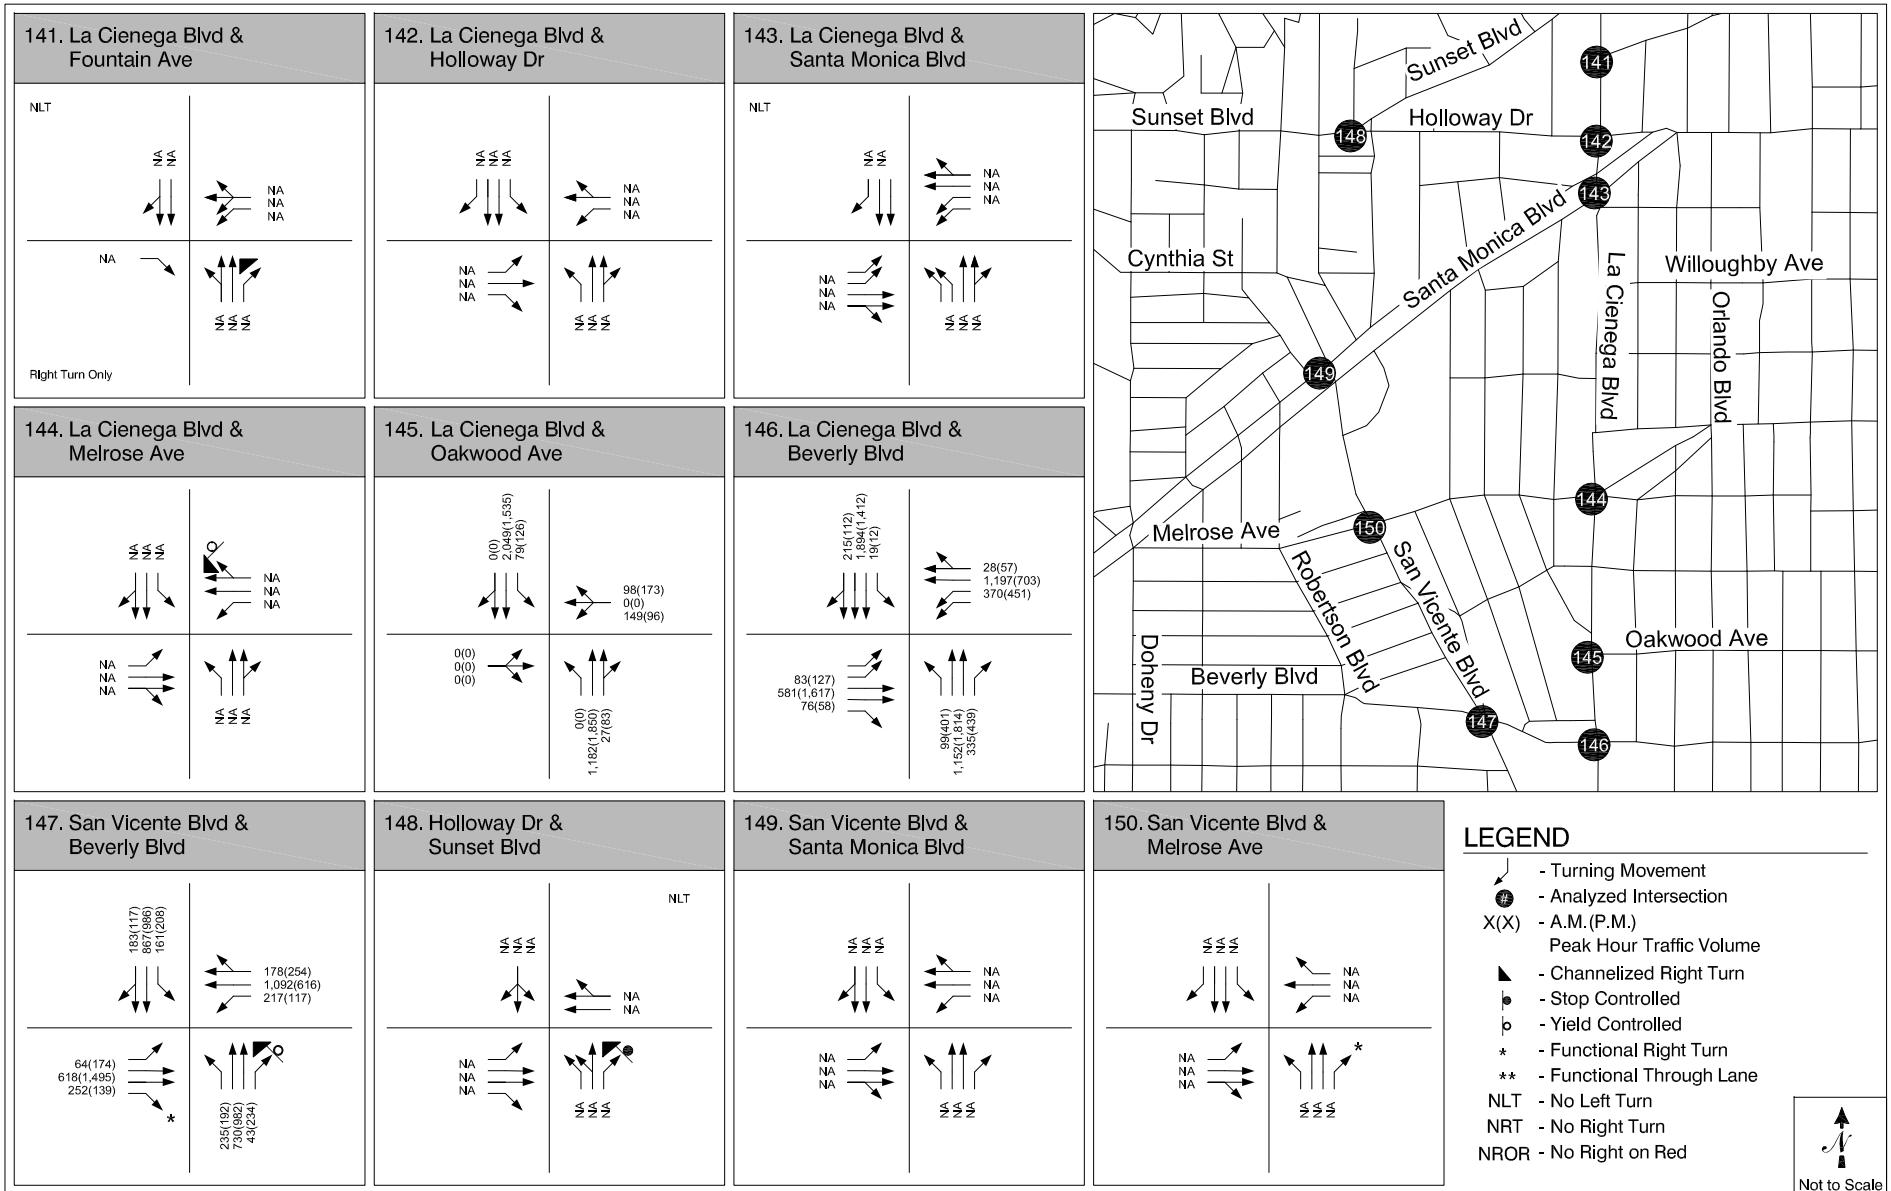 141. La Cienega Blvd &
Fountain Ave
NLT
NA NA
NA
NA
NA
NA
NA NA NA
Right Turn Only
142. La Cienega Blvd &
Holloway Dr
NA NA NA
NA
NA
NA
NA
NA
NA
NA NA NA
143. La Cienega Blvd &
Santa Monica Blvd
NLT
NA NA
NA
NA
NA
NA
NA
NA
NA NA NA
144. La Cienega Blvd &
Melrose Ave
NA NA NA
NA
NA
NA
NA
NA
NA
NA NA NA
145. La Cienega Blvd &
Oakwood Ave
0(0)
2,049(1,535)
79(126)
98(173)
0(0)
149(96)
0(0)
0(0)
0(0)
0(0)
1,182(1,850)
27(83)
146. La Cienega Blvd &
Beverly Blvd
215(112)
1,894(1,412)
19(12)
28(57)
1,197(703)
370(451)
83(127)
581(1,617)
76(58)
99(401)
1,152(1,814)
335(439)
147. San Vicente Blvd &
Beverly Blvd
183(117)
867(986)
161(208)
178(254)
1,092(616)
217(117)
64(174)
618(1,495)
252(139)
*
235(192)
730(982)
43(234)
148. Holloway Dr &
Sunset Blvd
NLT
NA NA NA
NA
NA
NA
NA
NA
NA NA NA
149. San Vicente Blvd &
Santa Monica Blvd
NA NA NA
NA
NA
NA
NA
NA
NA
NA NA NA
150. San Vicente Blvd &
Melrose Ave
NA NA NA
NA
NA
NA
NA
NA
NA
*
NA NA NA
Sunset Blvd
141
Sunset Blvd
148
Holloway Dr
142
143
Cynthia St
Santa Monica Blvd
La Cienega Blvd
Willoughby Ave
Orlando Blvd
149
144
Melrose Ave
150
Robertson Blvd
San Vicente Blvd
Doheny Dr
Oakwood Ave
145
Beverly Blvd
147
146
LEGEND
- Turning Movement
# - Analyzed Intersection
X(X) - A.M.(P.M.)
Peak Hour Traffic Volume
- Channelized Right Turn
- Stop Controlled
- Yield Controlled
* - Functional Right Turn
** - Functional Through Lane
NLT - No Left Turn
NRT - No Right Turn
NROR - No Right on Red
N
Not to Scale